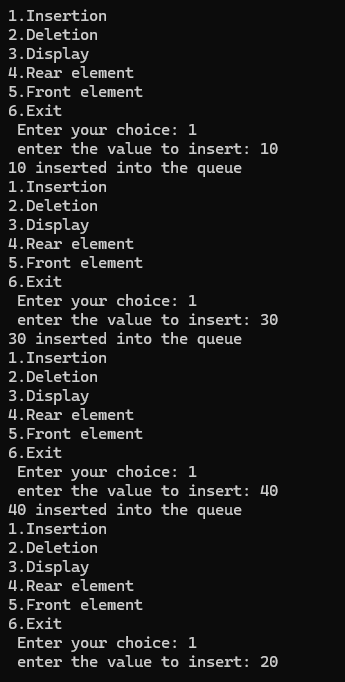 1.Insertion
2.Deletion
3.Display
4.Rear element
5.Front element
6.Exit
 Enter your choice: 1
 enter the value to insert: 10
10 inserted into the queue
1.Insertion
2.Deletion
3.Display
4.Rear element
5.Front element
6.Exit
 Enter your choice: 1
 enter the value to insert: 30
30 inserted into the queue
1.Insertion
2.Deletion
3.Display
4.Rear element
5.Front element
6.Exit
 Enter your choice: 1
 enter the value to insert: 40
40 inserted into the queue
1.Insertion
2.Deletion
3.Display
4.Rear element
5.Front element
6.Exit
 Enter your choice: 1
 enter the value to insert: 20